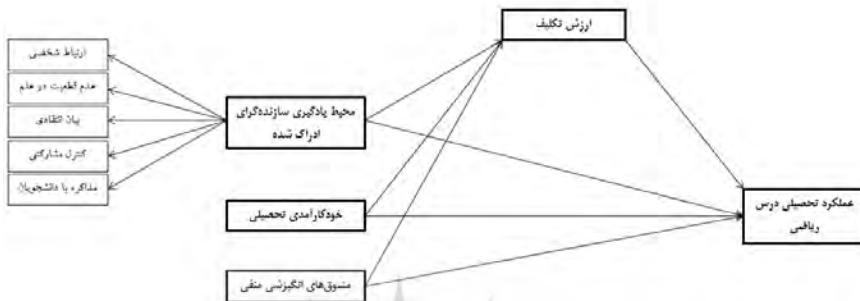 ارزش تکلیف
ارتباط شخصی
عدم قطعیت در علم
بیان انتقادی
کنترل مشارکتی
مذاکره با دانشجویان
محیط یادگیری سازنده‌گرای
ادراک شده
خودکارآمدی تحصیلی
مشوق‌های انگیزشی منفی
عملکرد تحصیلی درس
ریاضی